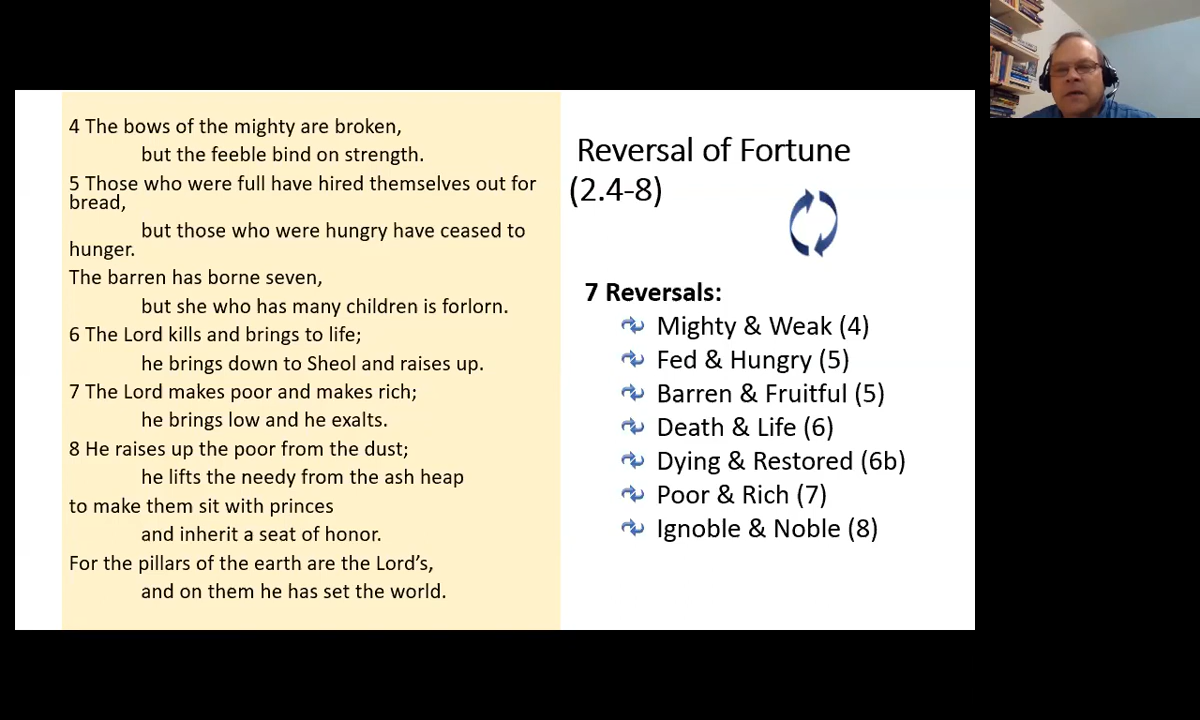 4 The bows of the mighty are broken,
but the feeble bind on strength.
5 Those who were full have hired themselves out for
bread,
but those who were hungry have ceased to
hunger.
The barren has borne seven,
but she who has many children is forlorn.
6 The Lord kills and brings to life;
he brings down to Sheol and raises up.
7 The Lord makes poor and makes rich;
he brings low and he exalts.
8 He raises up the poor from the dust;
he lifts the needy from the ash heap
to make them sit with princes
and inherit a seat of honor.
For the pillars of the earth are the Lord’s,
and on them he has set the world.
Reversal of Fortune
(2.4-8)
7 Reversals:
Mighty & Weak (4)
Fed & Hungry (5)
Barren & Fruitful (5)
Death & Life (6)
Dying & Restored (6b)
Poor & Rich (7)
Ignoble & Noble (8)